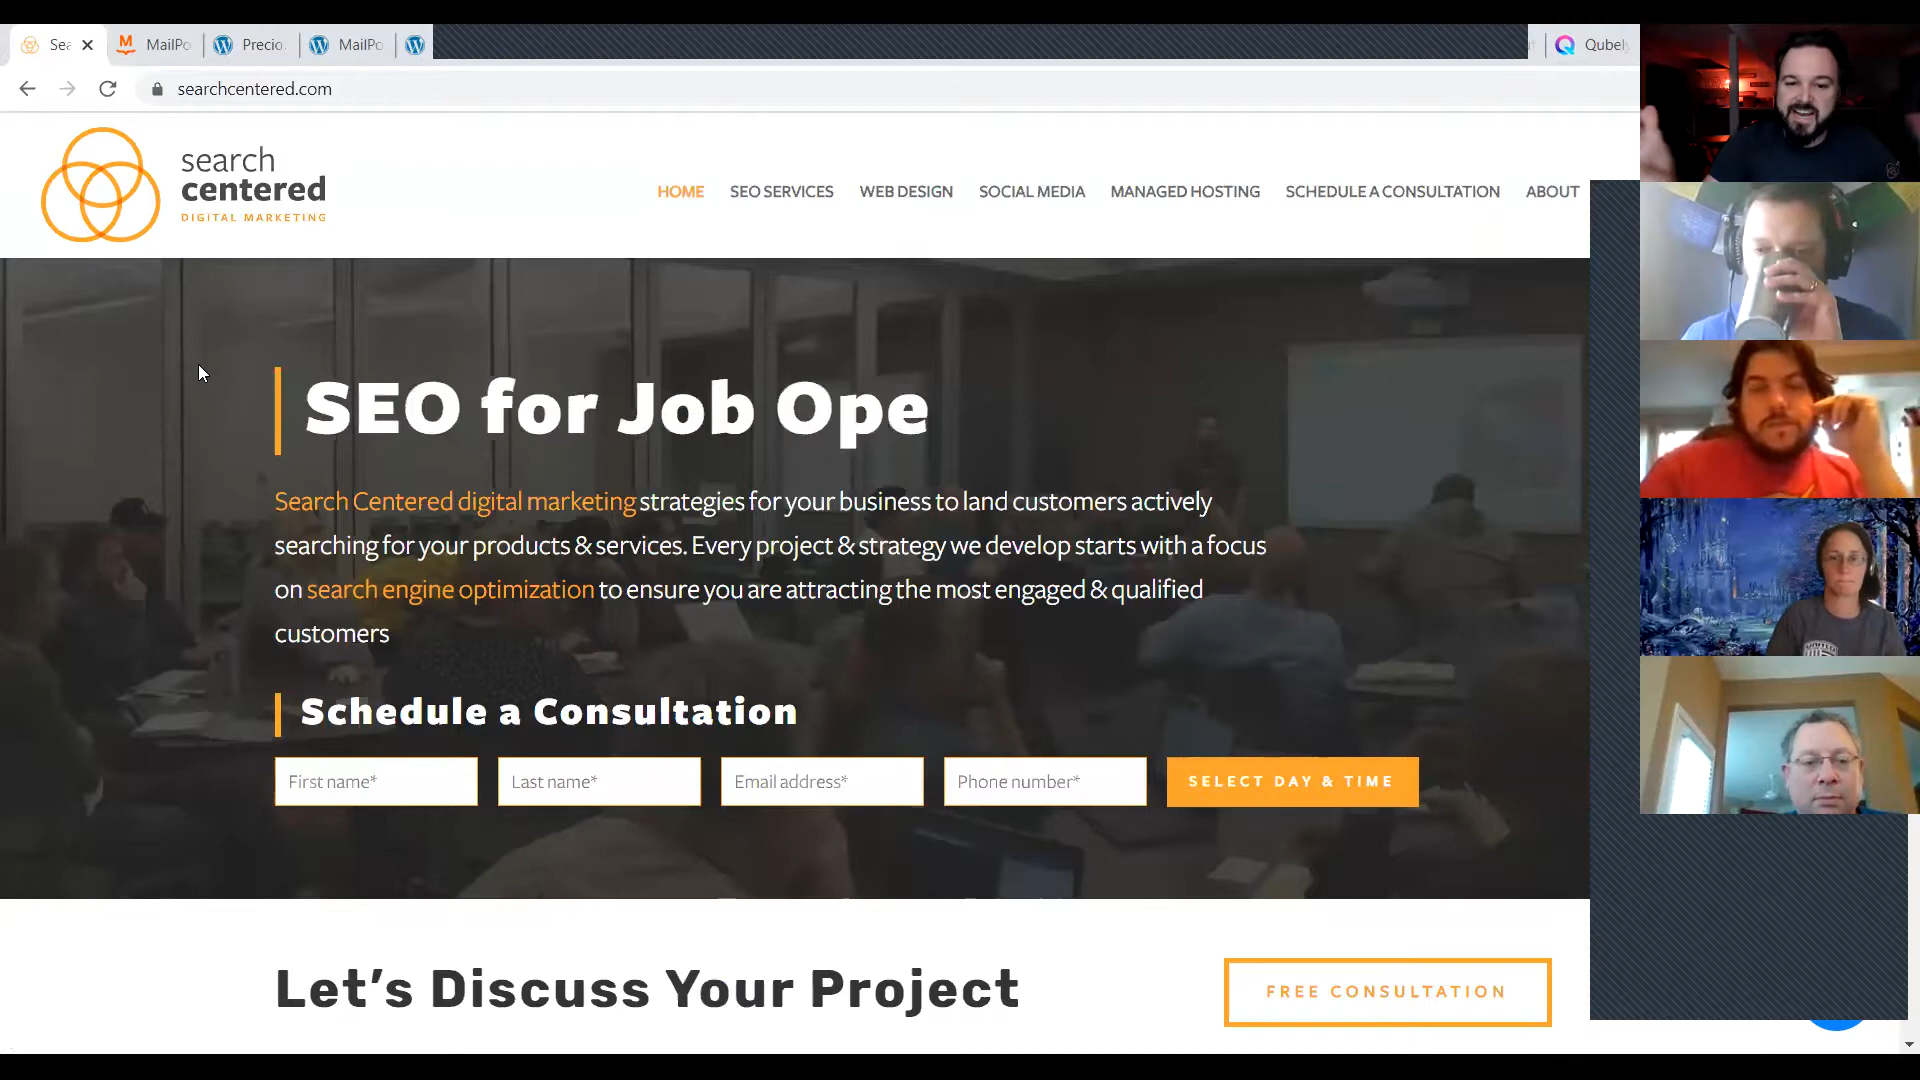 Sea
MailPo
Precio
MailPo
Qubely
searchcentered.com
search
centered
DIGITAL MARKETING
HOME SEO SERVICES WEB DESIGN SOCIAL MEDIA MANAGED HOSTING SCHEDULE A CONSULTATION ABOUT
SEO for Job Ope
Search Centered digital marketing strategies for your business to land customers actively
searching for your products & services. Every project & strategy we develop starts with a focus
on search engine optimization to ensure you are attracting the most engaged & qualified
customers
Schedule a Consultation
First name* Last name* Email address* Phone number* SELECT DAY & TIME
Let’s Discuss Your Project
FREE CONSULTATION